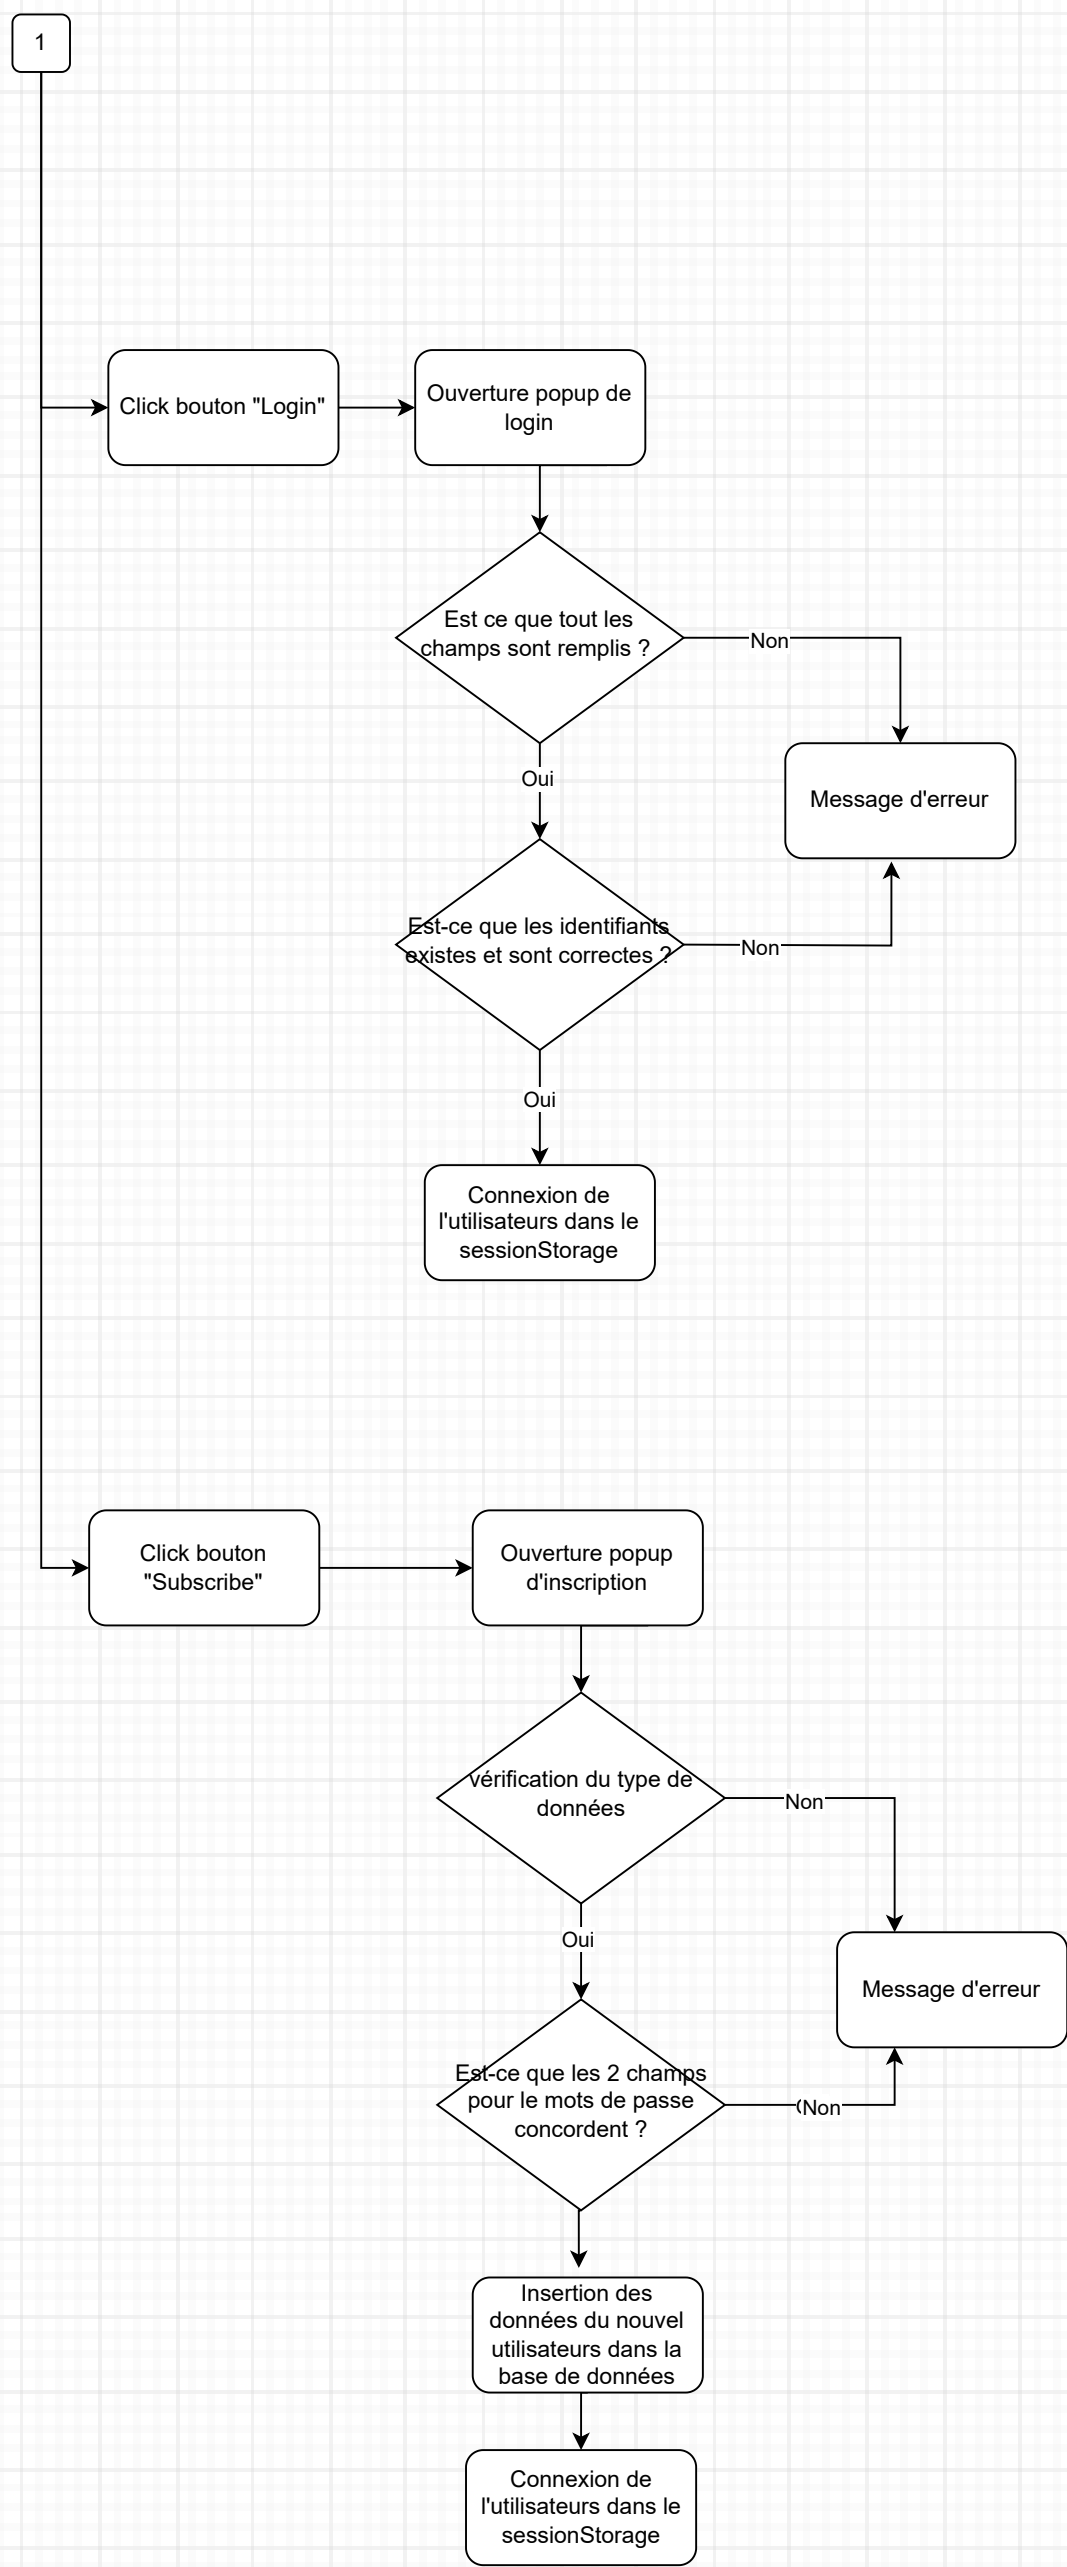 1
Click bouton "Login"
Ouverture popup de
login
Est ce que tout les
champs sont remplis ?
Non
Oui
Message d'erreur
Est-ce que les identifiants
existes et sont correctes ?
Non
Oui
Connexion de
l'utilisateurs dans le
sessionStorage
Click bouton
"Subscribe"
Ouverture popup
d'inscription
vérification du type de
données
Non
Oui
Message d'erreur
Est-ce que les 2 champs
pour le mots de passe
concordent ?
Non
Insertion des
données du nouvel
utilisateurs dans la
base de données
Connexion de
l'utilisateurs dans le
sessionStorage